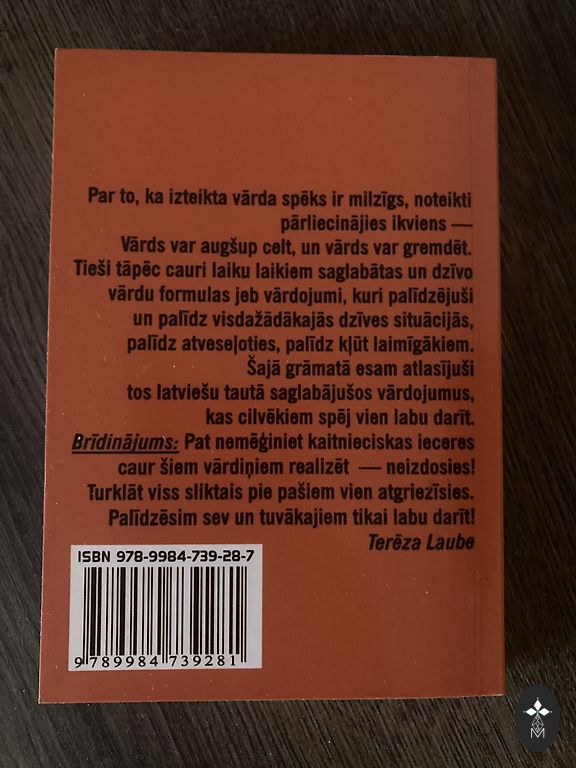 Par to, ka izteikta vārda spēks ir milzīgs, noteikti
pārliecinājies ikviens —
Vārds var augšup celt, un vārds var gremdēt.
Tieši tāpēc cauri laiku laikiem saglabātas un dzīvo
vārdu formulas jeb vārdojumi, kuri palīdzējuši
un palīdz visdažādākajās dzīves situācijās,
palīdz atveseļoties, palīdz kļūt laimīgākiem.
Šajā grāmatā esam atlasījuši
tos latviešu tautā saglabājušos vārdojumus,
kas cilvēkiem spēj vien labu darīt.
Brīdinājums: Pat nemēģiniet kaitnieciskas ieceres
caur šiem vārdiņiem realizēt — neizdosies!
Turklāt viss sliktais pie pašiem vien atgriezīsies.
Palīdzēsim sev un tuvākajiem tikai labu darīt!
Terēza Laube
ISBN 978-9984-739-28-7
9 789984 739281
M